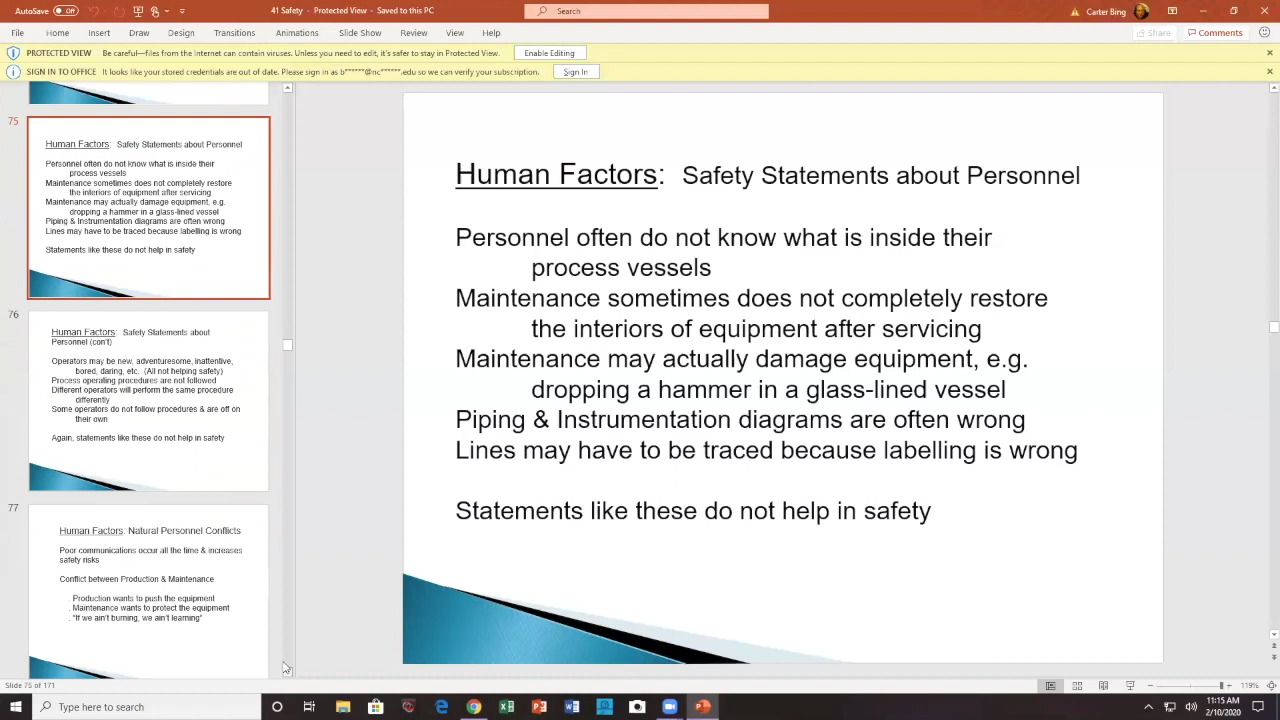 AutoSave Off
41 Safety - Protected View - Saved to this PC
Search
Carter Bing
File Home Insert Draw Design Transitions Animations Slide Show Review View Help
Share Comments
PROTECTED VIEW Be careful—files from the Internet can contain viruses. Unless you need to edit, it's safer to stay in Protected View. Enable Editing
SIGN IN TO OFFICE It looks like your stored credentials are out of date. Please sign in as b******@nc******.edu so we can verify your subscription. Sign In
75
Human Factors: Safety Statements about Personnel
Personnel often do not know what is inside their
process vessels
Maintenance sometimes does not completely restore
the interiors of equipment after servicing
Maintenance may actually damage equipment, e.g.
dropping a hammer in a glass-lined vessel
Piping & Instrumentation diagrams are often wrong
Lines may have to be traced because labelling is wrong
Statements like these do not help in safety
76
Human Factors: Safety Statements about
Personnel (con't)
Operators may be new, adventuresome, inattentive,
bored, daring, etc. (All not helping safety)
Process operating procedures are not followed
Different operators will perform the same procedure
differently
Some operators do not follow procedures & are off on
their own
Again, statements like these do not help in safety
77
Human Factors: Natural Personnel Conflicts
Poor communications occur all the time & increases
safety risks
Conflict between Production & Maintenance
. Production wants to push the equipment
. Maintenance wants to protect the equipment
. "If we ain't burning, we ain't learning"
Human Factors: Safety Statements about Personnel
Personnel often do not know what is inside their
process vessels
Maintenance sometimes does not completely restore
the interiors of equipment after servicing
Maintenance may actually damage equipment, e.g.
dropping a hammer in a glass-lined vessel
Piping & Instrumentation diagrams are often wrong
Lines may have to be traced because labelling is wrong
Statements like these do not help in safety
Slide 75 of 171
119%
Type here to search
11:15 AM
2/10/2020